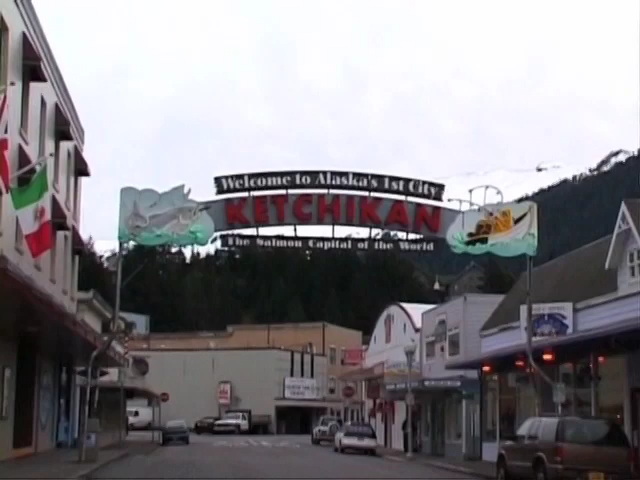 Welcome to Alaska's 1st City
KETCHIKAN
The Salmon Capital of the World